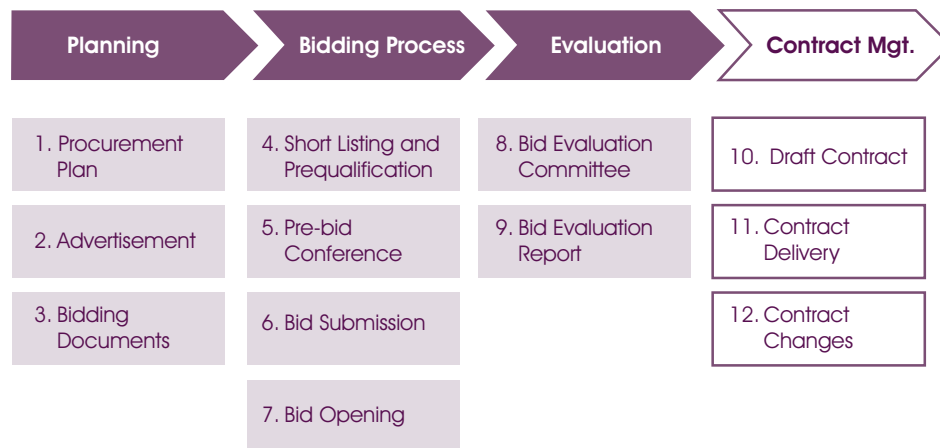 Planning
Bidding Process
Evaluation
Contract Mgt.
1. Procurement
Plan
2. Advertisement
3. Bidding
Documents
4. Short Listing and
Prequalification
5. Pre-bid
Conference
6. Bid Submission
7. Bid Opening
8. Bid Evaluation
Committee
9. Bid Evaluation
Report
10. Draft Contract
11. Contract
Delivery
12. Contract
Changes